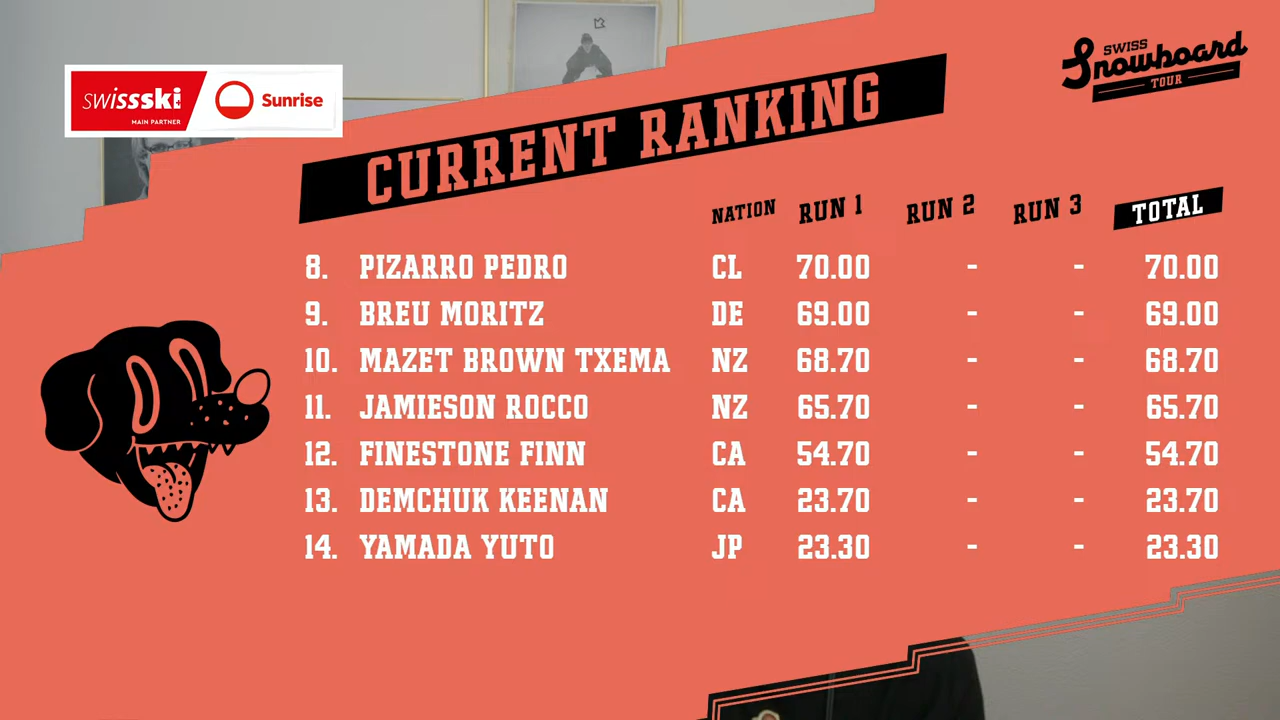 swissski
MAIN PARTNER
Sunrise
SWISS
Snowboard
TOUR
CURRENT RANKING
NATION RUN 1 RUN 2 RUN 3 TOTAL
8. PIZARRO PEDRO CL 70.00 - - 70.00
9. BREU MORITZ DE 69.00 - - 69.00
10. MAZET BROWN TXEMA NZ 68.70 - - 68.70
11. JAMIESON ROCCO NZ 65.70 - - 65.70
12. FINESTONE FINN CA 54.70 - - 54.70
13. DEMCHUK KEENAN CA 23.70 - - 23.70
14. YAMADA YUTO JP 23.30 - - 23.30